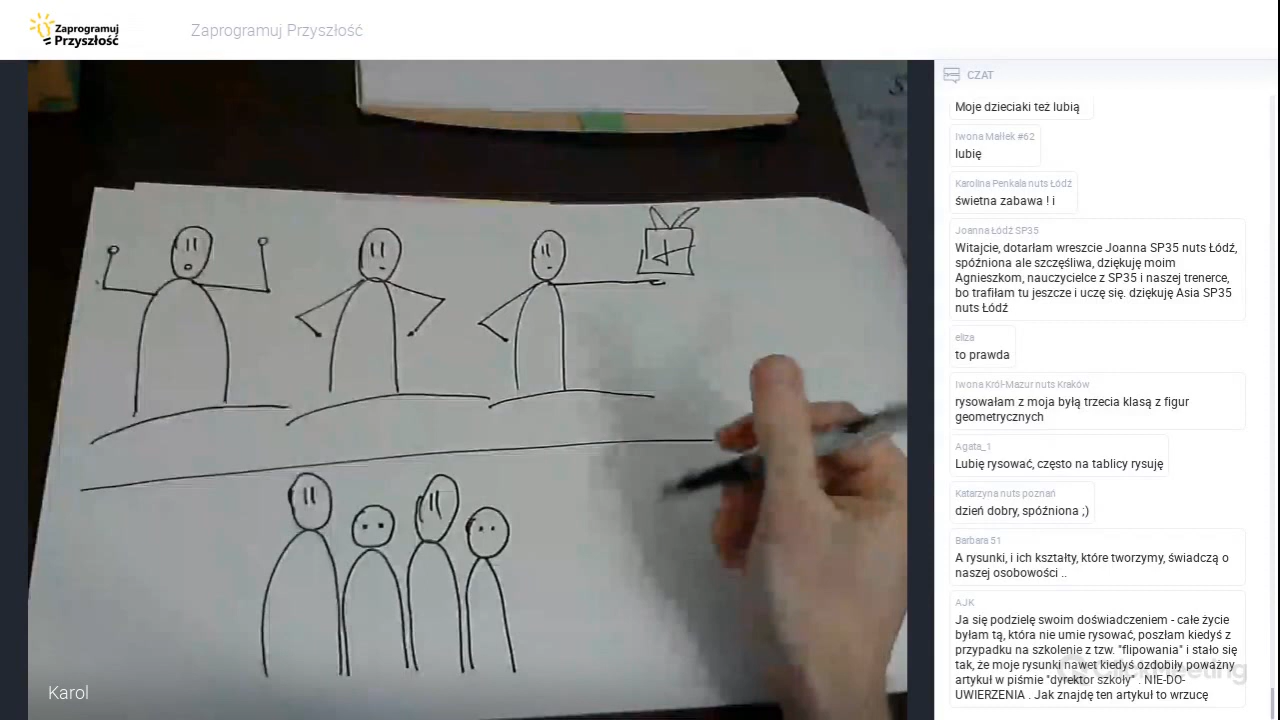 Zaprogramuj
Przyszłość
Zaprogramuj Przyszłość
CZAT
Moje dzieciaki też lubią
Iwona Małłek #62
lubię
Karolina Penkala nuts Łódź
świetna zabawa ! i
Joanna Łódź SP35
Witajcie, dotarłam wreszcie Joanna SP35 nuts Łódź,
spóźniona ale szczęśliwa, dziękuję moim
Agnieszkom, nauczycielce z SP35 i naszej trenerce,
bo trafiłam tu jeszcze i uczę się. dziękuję Asia SP35
nuts Łódź
eliza
to prawda
Iwona Król-Mazur nuts Kraków
rysowałam z moja byłą trzecia klasą z figur
geometrycznych
Agata_1
Lubię rysować, często na tablicy rysuję
Katarzyna nuts poznań
dzień dobry, spóźniona ;)
Barbara 51
A rysunki, i ich kształty, które tworzymy, świadczą o
naszej osobowości ..
AJK
Ja się podzielę swoim doświadczeniem - całe życie
byłam tą, która nie umie rysować, poszłam kiedyś z
przypadku na szkolenie z tzw. "flipowania" i stało się
tak, że moje rysunki nawet kiedyś ozdobiły poważny
artykuł w piśmie "dyrektor szkoły" . NIE-DO-
UWIERZENIA . Jak znajdę ten artykuł to wrzucę
Karol